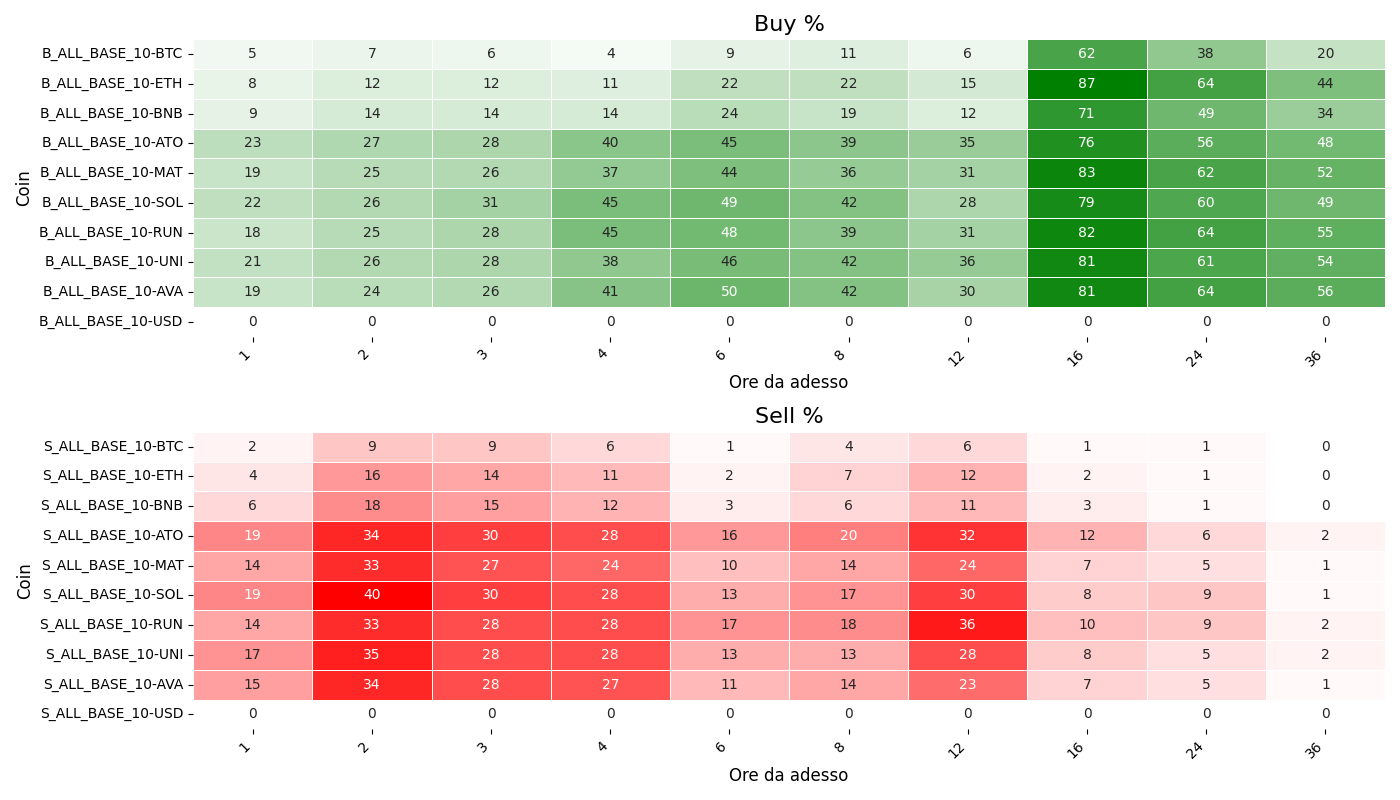 Buy %
Coin
B_ALL_BASE_10-BTC 5 7 6 4 9 11 6 62 38 20
B_ALL_BASE_10-ETH 8 12 12 11 22 22 15 87 64 44
B_ALL_BASE_10-BNB 9 14 14 14 24 19 12 71 49 34
B_ALL_BASE_10-ATO 23 27 28 40 45 39 35 76 56 48
B_ALL_BASE_10-MAT 19 25 26 37 44 36 31 83 62 52
B_ALL_BASE_10-SOL 22 26 31 45 49 42 28 79 60 49
B_ALL_BASE_10-RUN 18 25 28 45 48 39 31 82 64 55
B_ALL_BASE_10-UNI 21 26 28 38 46 42 36 81 61 54
B_ALL_BASE_10-AVA 19 24 26 41 50 42 30 81 64 56
B_ALL_BASE_10-USD 0 0 0 0 0 0 0 0 0 0
1 2 3 4 6 8 12 16 24 36
Ore da adesso
Sell %
Coin
S_ALL_BASE_10-BTC 2 9 9 6 1 4 6 1 1 0
S_ALL_BASE_10-ETH 4 16 14 11 2 7 12 2 1 0
S_ALL_BASE_10-BNB 6 18 15 12 3 6 11 3 1 0
S_ALL_BASE_10-ATO 19 34 30 28 16 20 32 12 6 2
S_ALL_BASE_10-MAT 14 33 27 24 10 14 24 7 5 1
S_ALL_BASE_10-SOL 19 40 30 28 13 17 30 8 9 1
S_ALL_BASE_10-RUN 14 33 28 28 17 18 36 10 9 2
S_ALL_BASE_10-UNI 17 35 28 28 13 13 28 8 5 2
S_ALL_BASE_10-AVA 15 34 28 27 11 14 23 7 5 1
S_ALL_BASE_10-USD 0 0 0 0 0 0 0 0 0 0
1 2 3 4 6 8 12 16 24 36
Ore da adesso